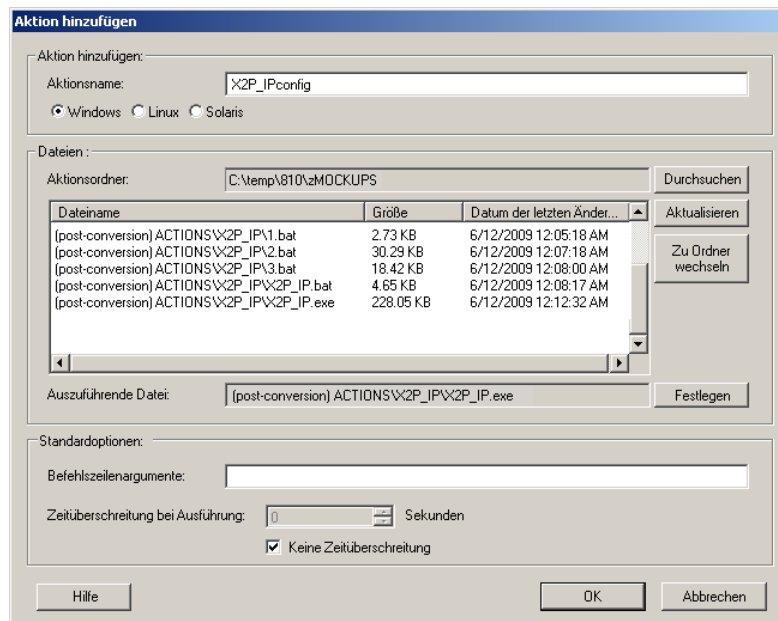 Aktion hinzufügen
Aktion hinzufügen:
Aktionsname: X2P_IPconfig
Windows Linux Solaris
Dateien :
Aktionsordner: C:\temp\810\zMOCKUPS Durchsuchen
Dateiname Größe Datum der letzten Änder... Aktualisieren
(post-conversion) ACTIONS\X2P_IP\1.bat 2.73 KB 6/12/2009 12:05:18 AM
(post-conversion) ACTIONS\X2P_IP\2.bat 30.29 KB 6/12/2009 12:07:18 AM
(post-conversion) ACTIONS\X2P_IP\3.bat 18.42 KB 6/12/2009 12:08:00 AM
(post-conversion) ACTIONS\X2P_IP\X2P_IP.bat 4.65 KB 6/12/2009 12:08:17 AM
(post-conversion) ACTIONS\X2P_IP\X2P_IP.exe 228.05 KB 6/12/2009 12:12:32 AM
Zu Ordner
wechseln
Auszuführende Datei: (post-conversion) ACTIONS\X2P_IP\X2P_IP.exe Festlegen
Standardoptionen:
Befehlszeilenargumente:
Zeitüberschreitung bei Ausführung: 0 Sekunden
Keine Zeitüberschreitung
Hilfe OK Abbrechen